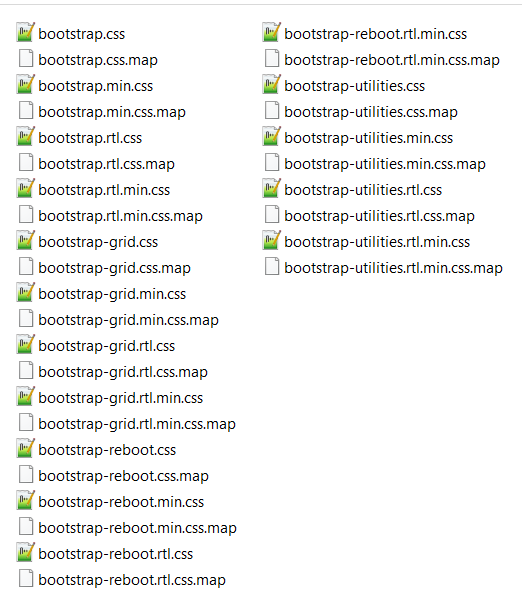 bootstrap.css
bootstrap.css.map
bootstrap.min.css
bootstrap.min.css.map
bootstrap.rtl.css
bootstrap.rtl.css.map
bootstrap.rtl.min.css
bootstrap.rtl.min.css.map
bootstrap-grid.css
bootstrap-grid.css.map
bootstrap-grid.min.css
bootstrap-grid.min.css.map
bootstrap-grid.rtl.css
bootstrap-grid.rtl.css.map
bootstrap-grid.rtl.min.css
bootstrap-grid.rtl.min.css.map
bootstrap-reboot.css
bootstrap-reboot.css.map
bootstrap-reboot.min.css
bootstrap-reboot.min.css.map
bootstrap-reboot.rtl.css
bootstrap-reboot.rtl.css.map
bootstrap-reboot.rtl.min.css
bootstrap-reboot.rtl.min.css.map
bootstrap-utilities.css
bootstrap-utilities.css.map
bootstrap-utilities.min.css
bootstrap-utilities.min.css.map
bootstrap-utilities.rtl.css
bootstrap-utilities.rtl.css.map
bootstrap-utilities.rtl.min.css
bootstrap-utilities.rtl.min.css.map